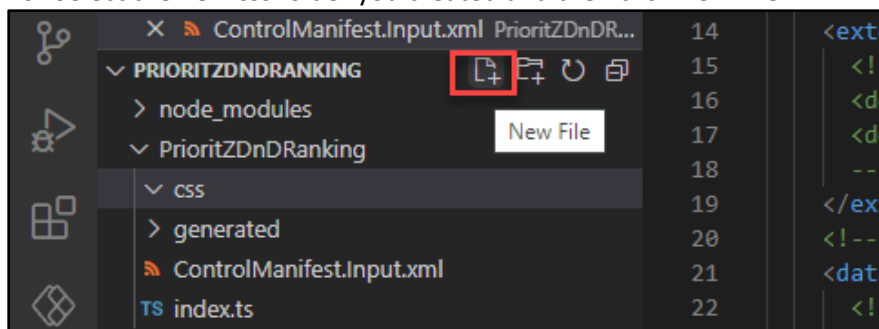 ControlManifest.Input.xml PrioritZDnDR... 14 <ext
PRIORITZDNDRANKING 15 <!
node_modules 16 <d
New File 17 <d
PrioritZDnDRanking
css 18 --
generated 19 </ex
20 <!--
ControlManifest.Input.xml 21 <dat
TS index.ts 22 <!